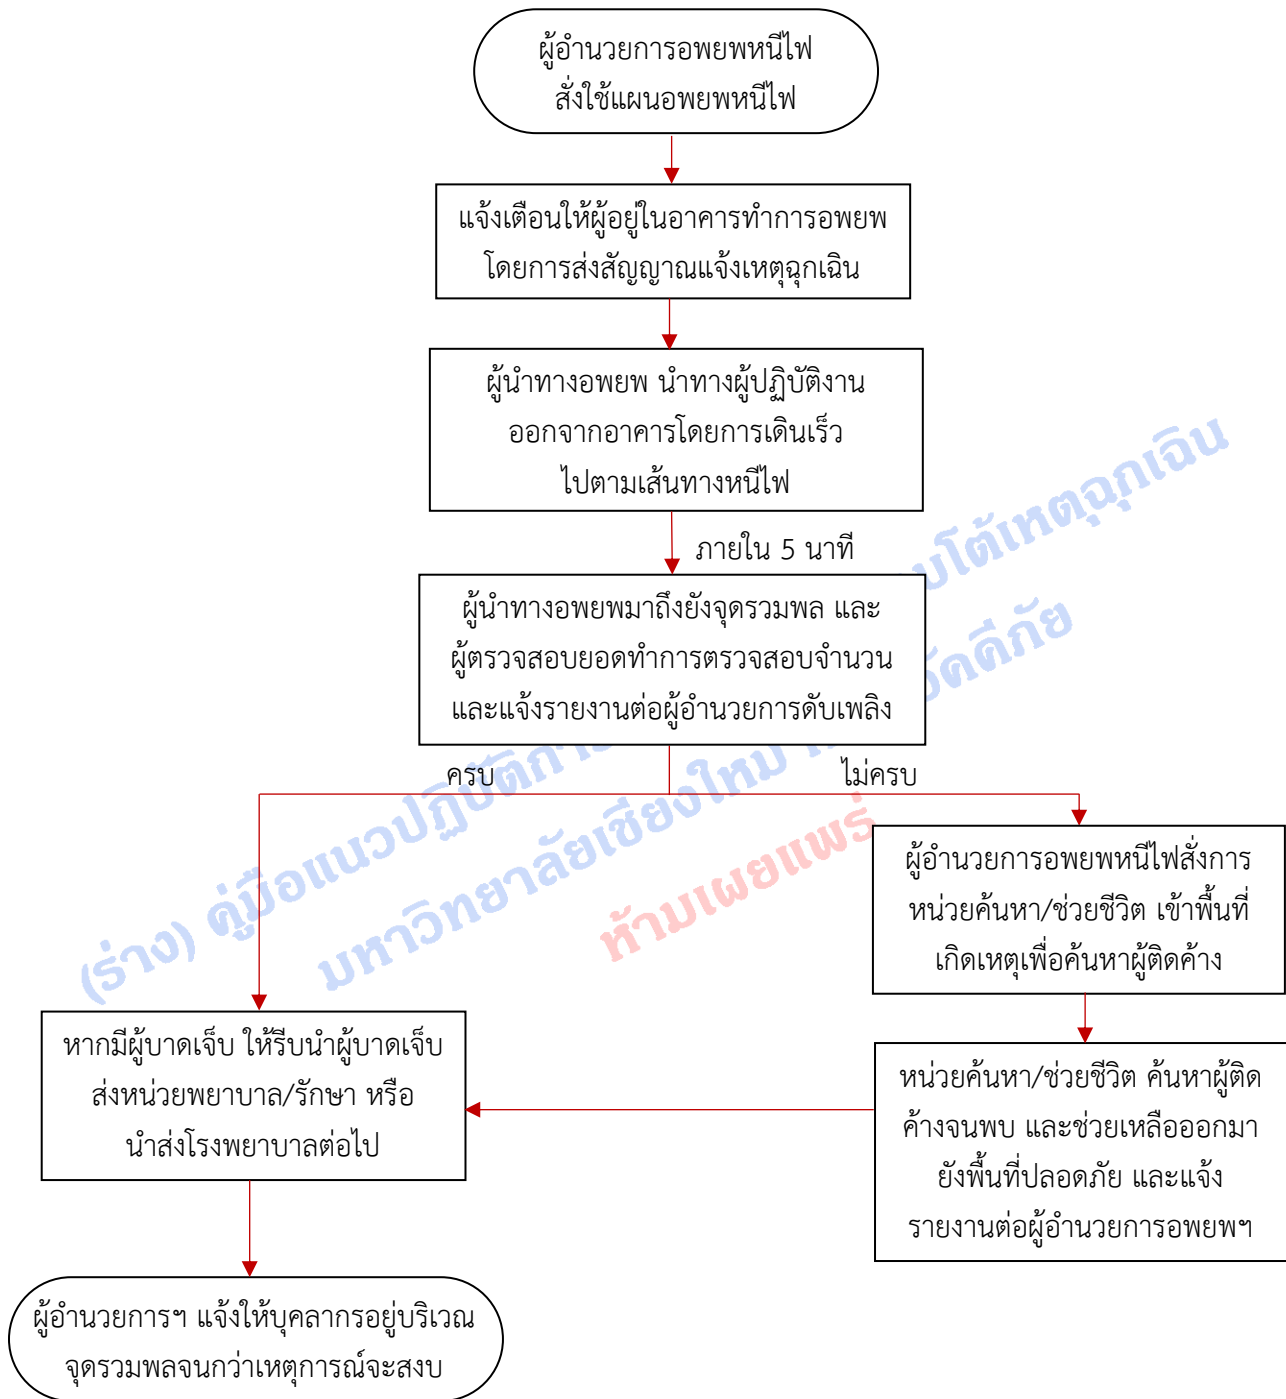 ผู้อำนวยการอพยพหนีไฟ
สั่งใช้แผนอพยพหนีไฟ
แจ้งเตือนให้ผู้อยู่ในอาคารทำการอพยพ
โดยการส่งสัญญาณแจ้งเหตุฉุกเฉิน
ผู้นำทางอพยพ นำทางผู้ปฏิบัติงาน
ออกจากอาคารโดยการเดินเร็ว
ไปตามเส้นทางหนีไฟ
ภายใน 5 นาที
ผู้นำทางอพยพมาถึงยังจุดรวมพล และ
ผู้ตรวจสอบยอดทำการตรวจสอบจำนวน
และแจ้งรายงานต่อผู้อำนวยการดับเพลิง
ครบ
ไม่ครบ
ผู้อำนวยการอพยพหนีไฟสั่งการ
หน่วยค้นหา/ช่วยชีวิต เข้าพื้นที่
เกิดเหตุเพื่อค้นหาผู้ติดค้าง
หากมีผู้บาดเจ็บ ให้รีบนำผู้บาดเจ็บ
ส่งหน่วยพยาบาล/รักษา หรือ
นำส่งโรงพยาบาลต่อไป
หน่วยค้นหา/ช่วยชีวิต ค้นหาผู้ติด
ค้างจนพบ และช่วยเหลือออกมา
ยังพื้นที่ปลอดภัย และแจ้ง
รายงานต่อผู้อำนวยการอพยพฯ
ผู้อำนวยการฯ แจ้งให้บุคลากรอยู่บริเวณ
จุดรวมพลจนกว่าเหตุการณ์จะสงบ
(ร่าง) คู่มือแนวปฏิบัติกา บโต้เหตุฉุกเฉิน
มหาวิทยาลัยเชียงใหม่ อัคคีภัย
ห้ามเผยแพร่